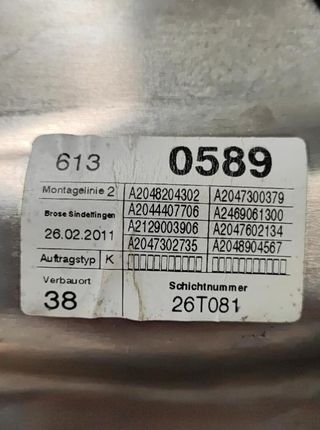 613 0589
Montagelinie 2 A2048204302 A2047300379
Brose Sindelfingen A2044407706 A2469061300
26.02.2011 A2129003906 A2047602134
A2047302735 A2048904567
Auftragstyp K
Verbauort Schichtnummer
38 26T081